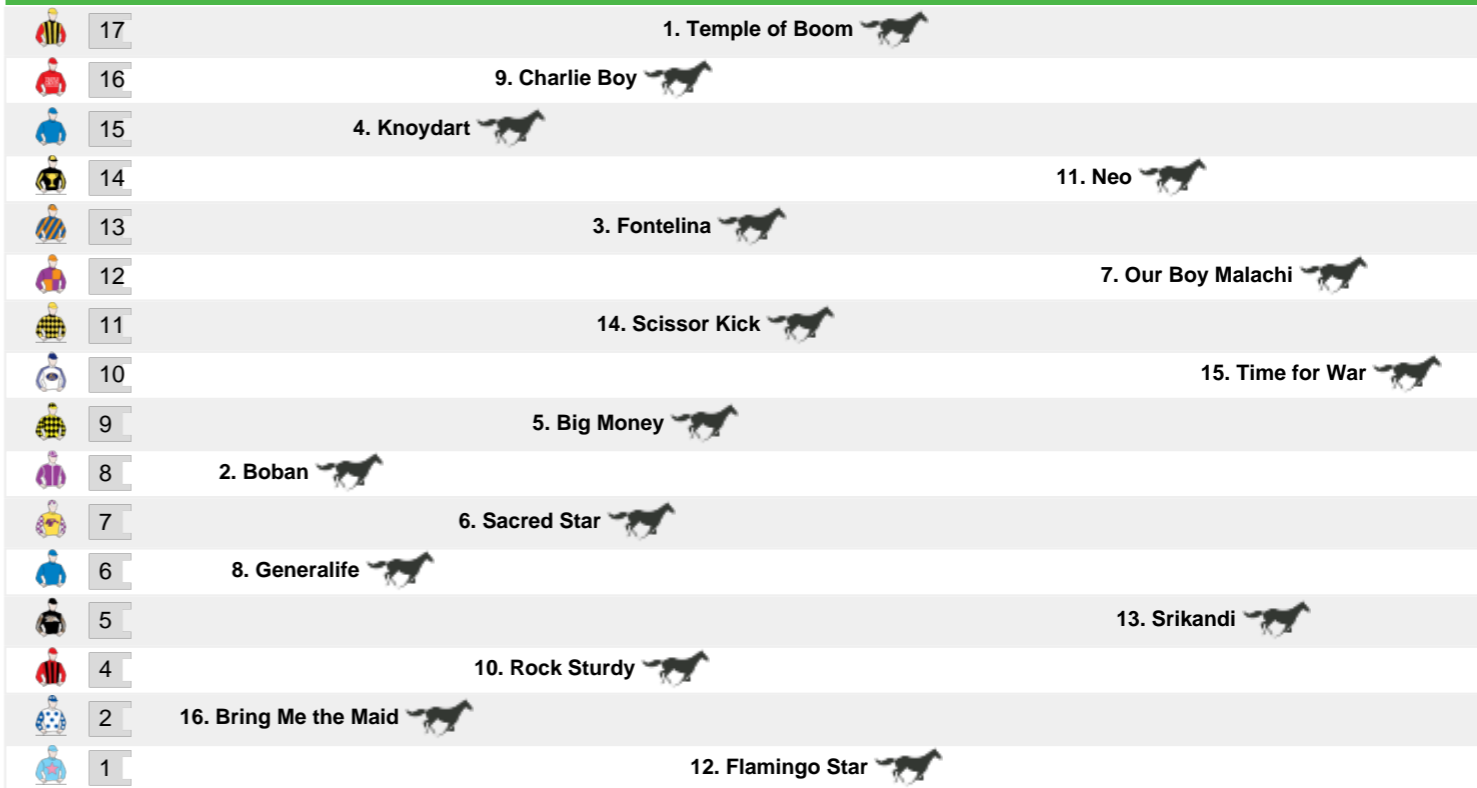 17 1. Temple of Boom
16 9. Charlie Boy
15 4. Knoydart
14 11. Neo
13 3. Fontelina
12 7. Our Boy Malachi
11 14. Scissor Kick
10 15. Time for War
9 5. Big Money
8 2. Boban
7 6. Sacred Star
6 8. Generalife
5 13. Srikandi
4 10. Rock Sturdy
2 16. Bring Me the Maid
1 12. Flamingo Star